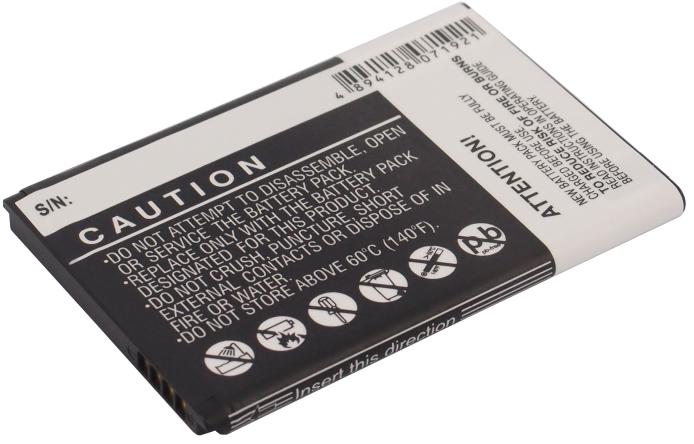 S/N:
CAUTION
•DO NOT ATTEMPT TO DISASSEMBLE, OPEN
OR SERVICE THE BATTERY PACK.
•REPLACE ONLY WITH THE BATTERY PACK
DESIGNATED FOR THIS PRODUCT.
•DO NOT CRUSH, PUNCTURE, SHORT
EXTERNAL CONTACTS OR DISPOSE OF IN
FIRE OR WATER.
•DO NOT STORE ABOVE 60°C (140°F).
pb
Insert this direction
4 894128 071921
ATTENTION!
NEW BATTERY PACK MUST BE FULLY
CHARGED BEFORE USE.
TO REDUCE RISK OF FIRE OR BURNS
READ INSTRUCTIONS IN OPERATING GUIDE
BEFORE USING THE BATTERY.